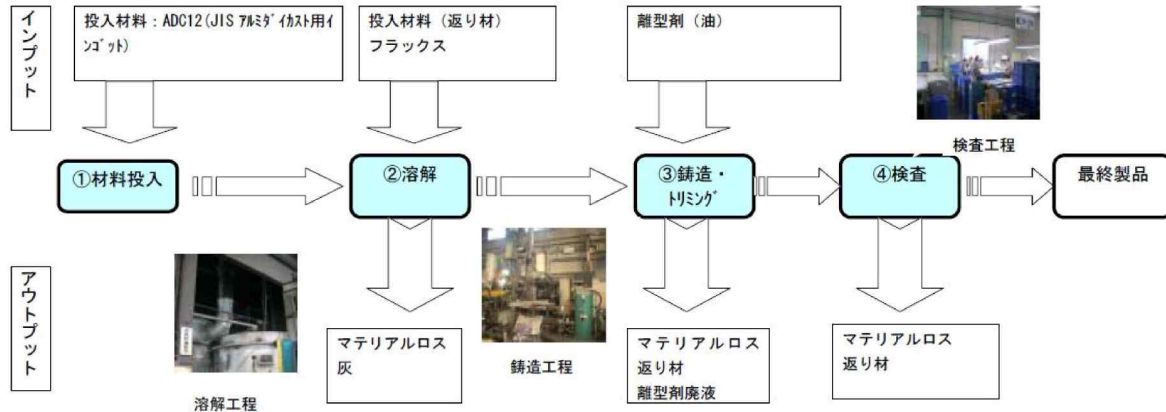 インプット
投入材料：ADC12(JIS ｱﾙﾐﾀﾞｲｶｽﾄ用ｲ
ﾝｺﾞｯﾄ)
投入材料（返り材）
フラックス
離型剤（油）
検査工程
①材料投入
②溶解
③鋳造・
ﾄﾘﾐﾝｸﾞ
④検査
最終製品
アウトプット
マテリアルロス
灰
マテリアルロス
返り材
離型剤廃液
マテリアルロス
返り材
溶解工程
鋳造工程